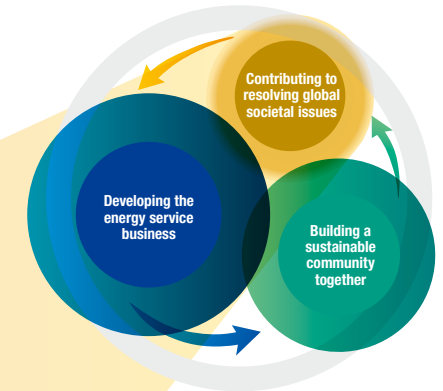 Contributing to
resolving global
societal issues
Developing the
energy service
business
Building a
sustainable
community
together